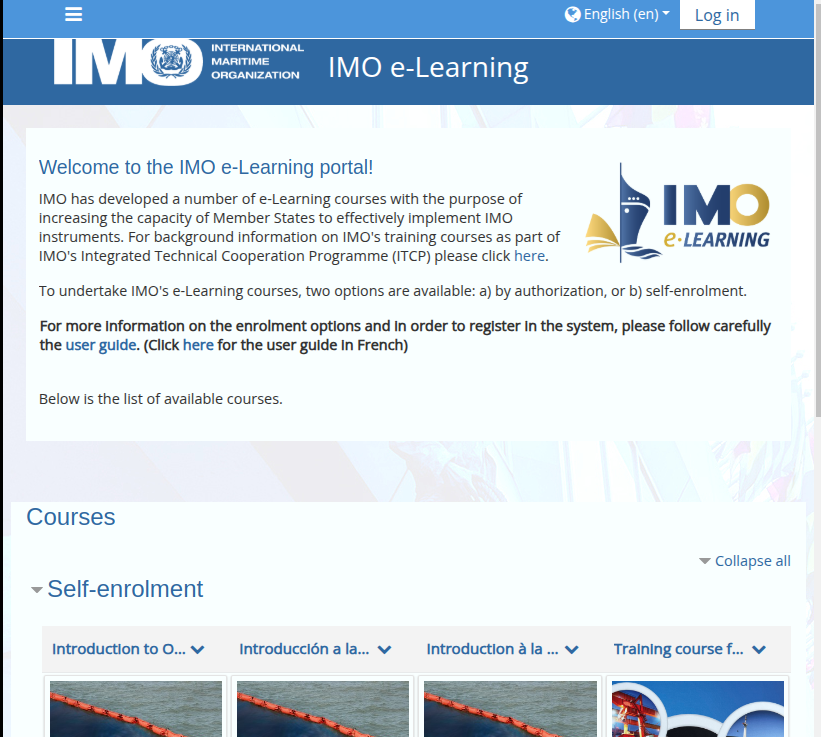 English (en)
Log in
IMO
INTERNATIONAL
MARITIME
ORGANIZATION
IMO e-Learning
Welcome to the IMO e-Learning portal!
IMO has developed a number of e-Learning courses with the purpose of
increasing the capacity of Member States to effectively implement IMO
instruments. For background information on IMO's training courses as part of
IMO's Integrated Technical Cooperation Programme (ITCP) please click here.
IMO
e-LEARNING
To undertake IMO's e-Learning courses, two options are available: a) by authorization, or b) self-enrolment.
For more information on the enrolment options and in order to register in the system, please follow carefully
the user guide. (Click here for the user guide in French)
Below is the list of available courses.
Courses
Collapse all
Self-enrolment
Introduction to O...
Introducción a la...
Introduction à la ...
Training course f...